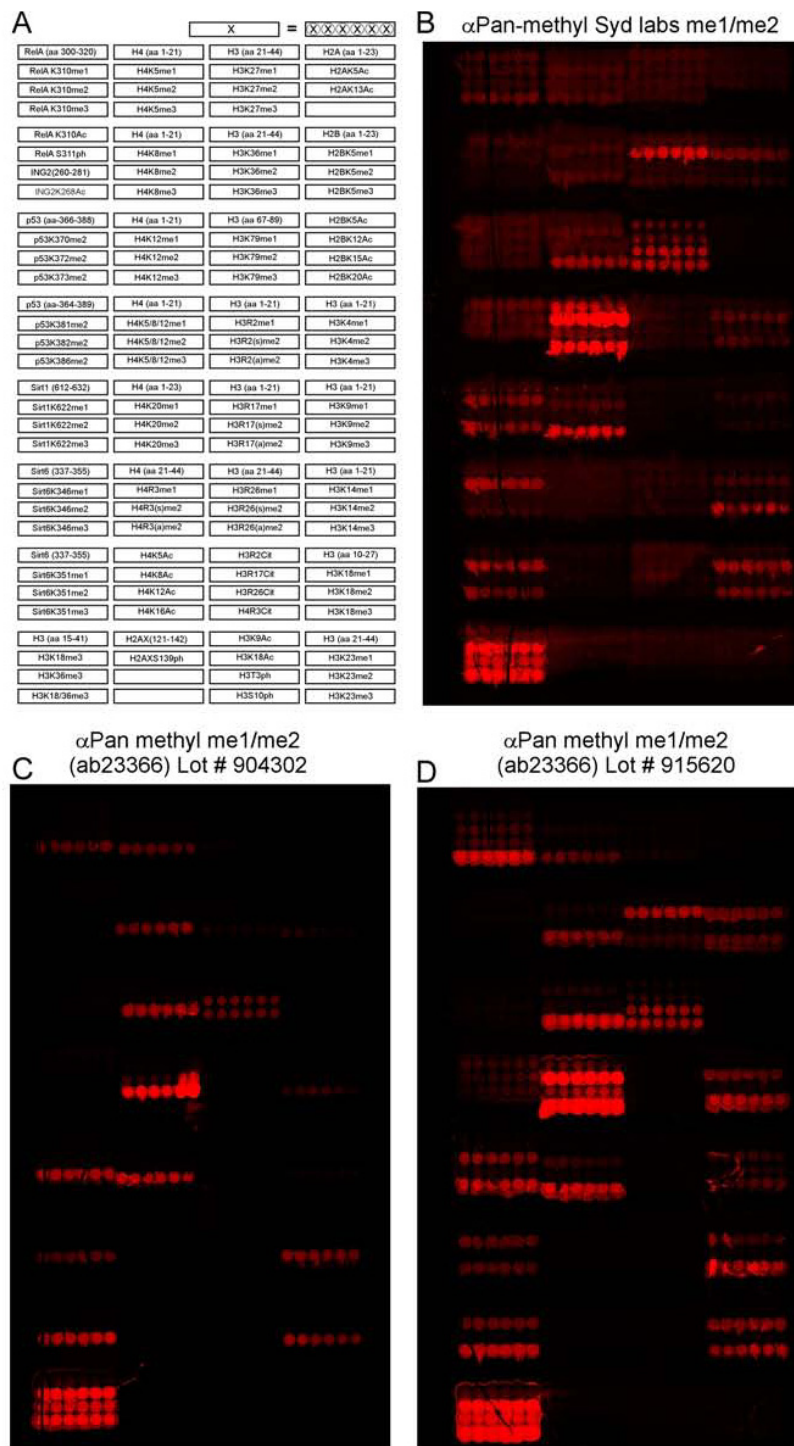 A
X = XXXXXX
RelA (aa 300-320) H4 (aa 1-21) H3 (aa 21-44) H2A (aa 1-23)
RelA K310me1 H4K5me1 H3K27me1 H2AK5Ac
RelA K310me2 H4K5me2 H3K27me2 H2AK13Ac
RelA K310me3 H4K5me3 H3K27me3
RelA K310Ac H4 (aa 1-21) H3 (aa 21-44) H2B (aa 1-23)
RelA S311ph H4K8me1 H3K36me1 H2BK5me1
ING2(260-281) H4K8me2 H3K36me2 H2BK5me2
ING2K268Ac H4K8me3 H3K36me3 H2BK5me3
p53 (aa-366-388) H4 (aa 1-21) H3 (aa 67-89) H2BK5Ac
p53K370me2 H4K12me1 H3K79me1 H2BK12Ac
p53K372me2 H4K12me2 H3K79me2 H2BK15Ac
p53K373me2 H4K12me3 H3K79me3 H2BK20Ac
p53 (aa-364-389) H4 (aa 1-21) H3 (aa 1-21) H3 (aa 1-21)
p53K381me2 H4K5/8/12me1 H3R2me1 H3K4me1
p53K382me2 H4K5/8/12me2 H3R2(s)me2 H3K4me2
p53K386me2 H4K5/8/12me3 H3R2(a)me2 H3K4me3
Sirt1 (612-632) H4 (aa 1-23) H3 (aa 1-21) H3 (aa 1-21)
Sirt1K622me1 H4K20me1 H3R17me1 H3K9me1
Sirt1K622me2 H4K20me2 H3R17(s)me2 H3K9me2
Sirt1K622me3 H4K20me3 H3R17(a)me2 H3K9me3
Sirt6 (337-355) H4 (aa 21-44) H3 (aa 21-44) H3 (aa 1-21)
Sirt6K346me1 H4R3me1 H3R26me1 H3K14me1
Sirt6K346me2 H4R3(s)me2 H3R26(s)me2 H3K14me2
Sirt6K346me3 H4R3(a)me2 H3R26(a)me2 H3K14me3
Sirt6 (337-355) H4K5Ac H3R2Cit H3 (aa 10-27)
Sirt6K351me1 H4K8Ac H3R17Cit H3K18me1
Sirt6K351me2 H4K12Ac H3R26Cit H3K18me2
Sirt6K351me3 H4K16Ac H4R3Cit H3K18me3
H3 (aa 15-41) H2AX(121-142) H3K9Ac H3 (aa 21-44)
H3K18me3 H2AXS139ph H3K18Ac H3K23me1
H3K36me3 H3T3ph H3K23me2
H3K18/36me3 H3S10ph H3K23me3
B
αPan-methyl Syd labs me1/me2
C
αPan methyl me1/me2
(ab23366) Lot # 904302
D
αPan methyl me1/me2
(ab23366) Lot # 915620